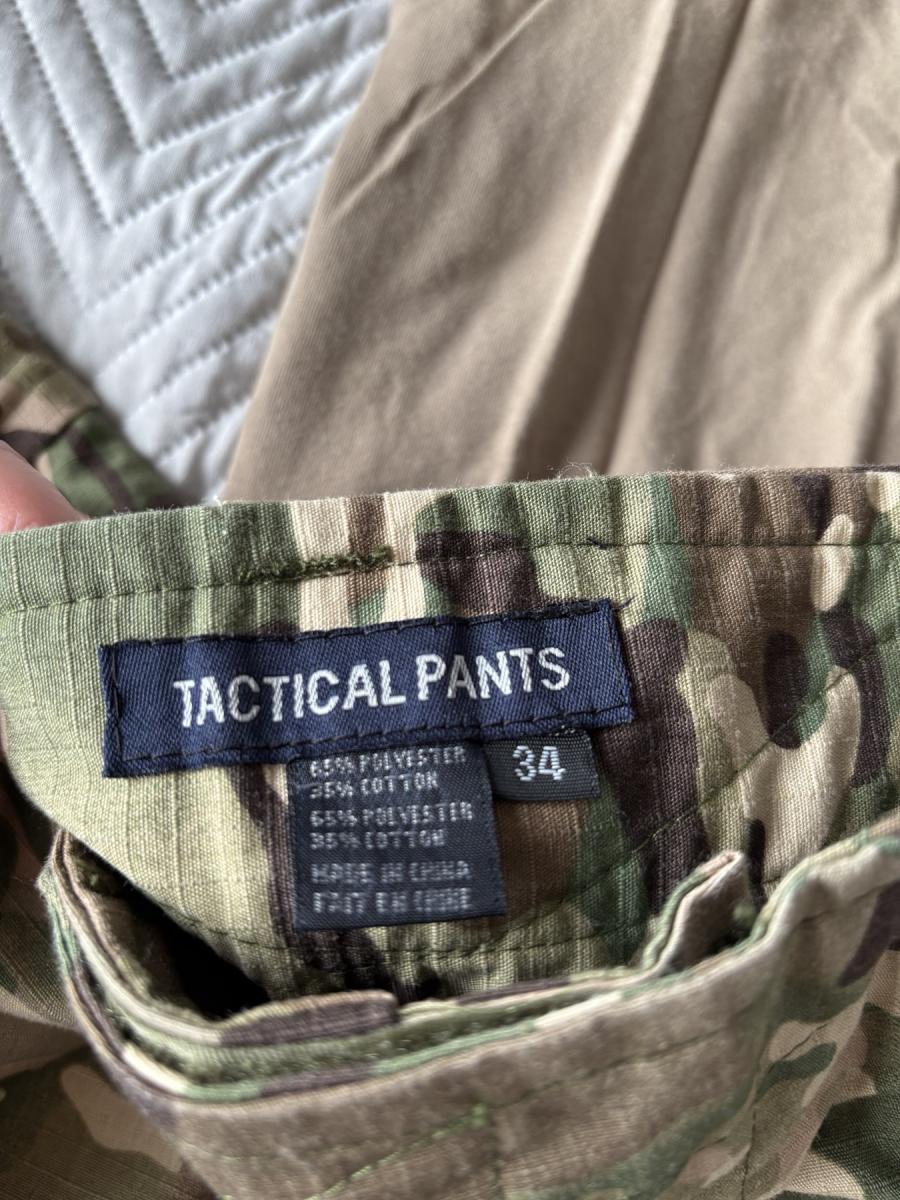 TACTICAL PANTS
34
65% POLYESTER
35% COTTON
65% POLYESTER
35% COTTON
MADE IN CHINA
FAIT EN CHINE